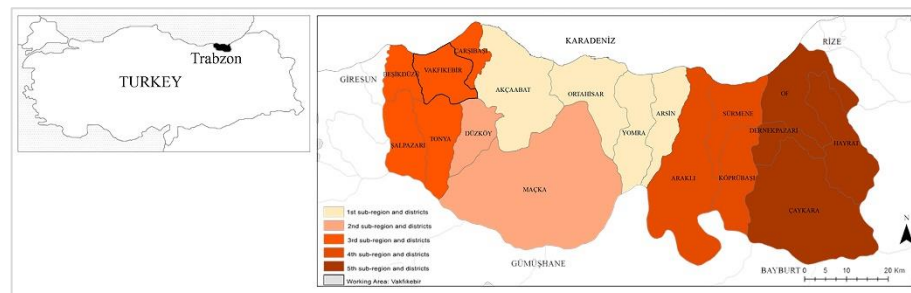 Trabzon
TURKEY
KARADENİZ
RİZE
GİRESUN
ÇARŞIBAŞI
BEŞİKDÜZÜ
VAKFIKEBİR
AKÇAABAT
ORTAHİSAR
OF
ARSİN
SÜRMENE
YOMRA
DÜZKÖY
TONYA
DERNEKPAZARI
HAYRAT
ŞALPAZARI
ARAKLI
KÖPRÜBAŞI
MAÇKA
ÇAYKARA
1st sub-region and districts
2nd sub-region and districts
3rd sub-region and districts
4th sub-region and districts
5th sub-region and districts
Working Area: Vakfıkebir
GÜMÜŞHANE
BAYBURT
N
0 5 10 20 Km